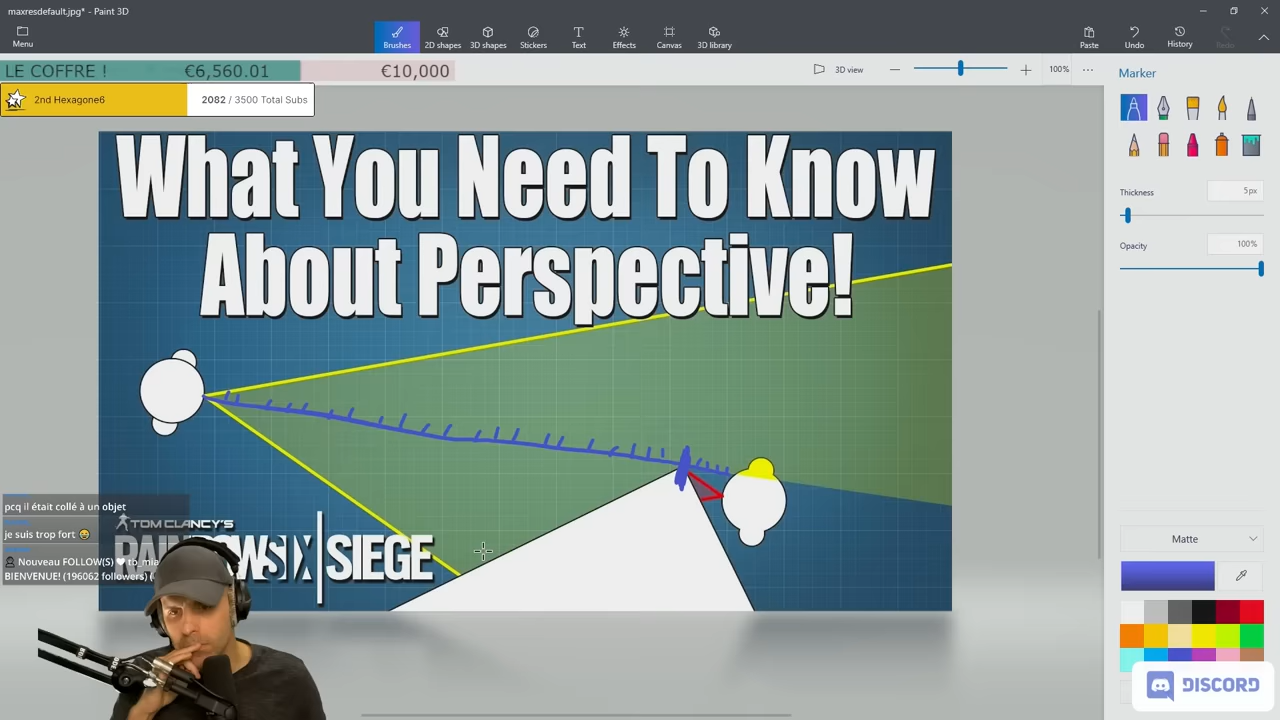 maxresdefault.jpg* - Paint 3D
Menu
Brushes
2D shapes
3D shapes
Stickers
Text
Effects
Canvas
3D library
Paste
Undo
History
Redo
LE COFFRE ! €6,560.01 €10,000
3D view
100%
2nd Hexagone6 2082 / 3500 Total Subs
Marker
Thickness 5px
Opacity 100%
What You Need To Know
About Perspective!
pcq il était collé à un objet
je suis trop fort
TOM CLANCY'S
RAINBOW SIX SIEGE
Nouveau FOLLOW(S)
BIENVENUE! (196062 followers)
Matte
DISCORD